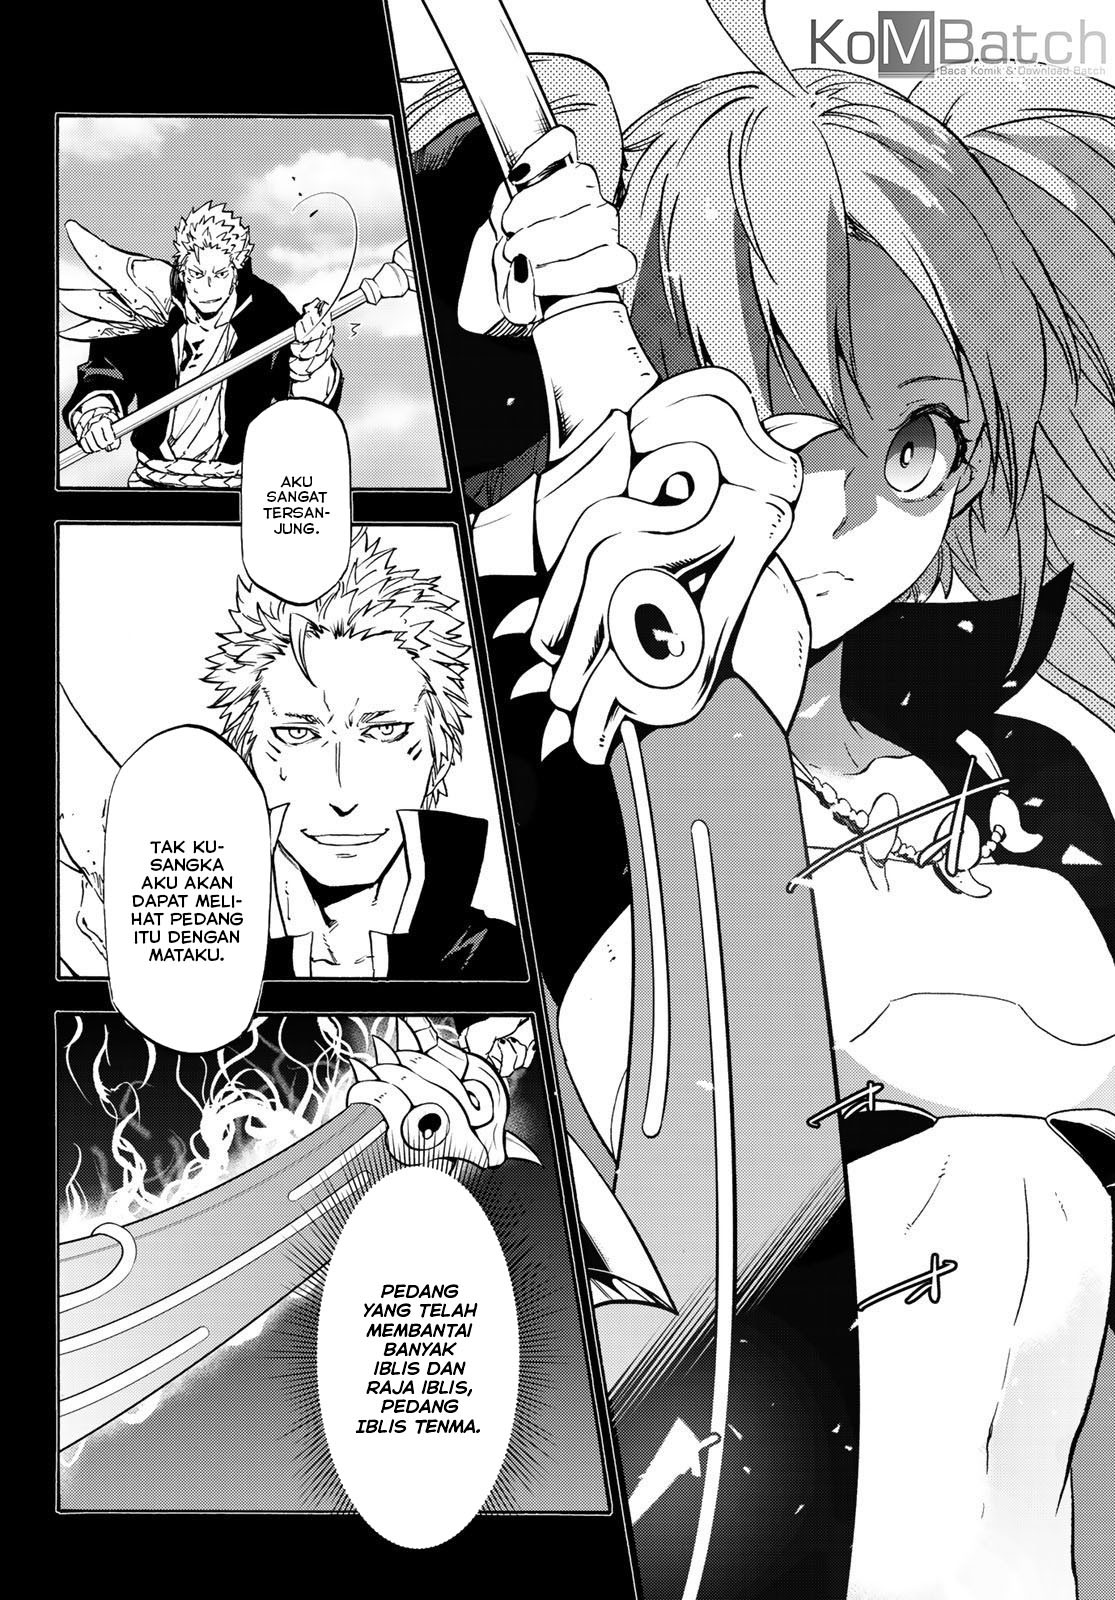 KoMBatch
Baca Komik & Download Batch
AKU
SANGAT
TERSAN-
JUNG.
TAK KU-
SANGKA
AKU AKAN
DAPAT MELI-
HAT PEDANG
ITU DENGAN
MATAKU.
PEDANG
YANG TELAH
MEMBANTAI
BANYAK
IBLIS DAN
RAJA IBLIS,
PEDANG
IBLIS TENMA.